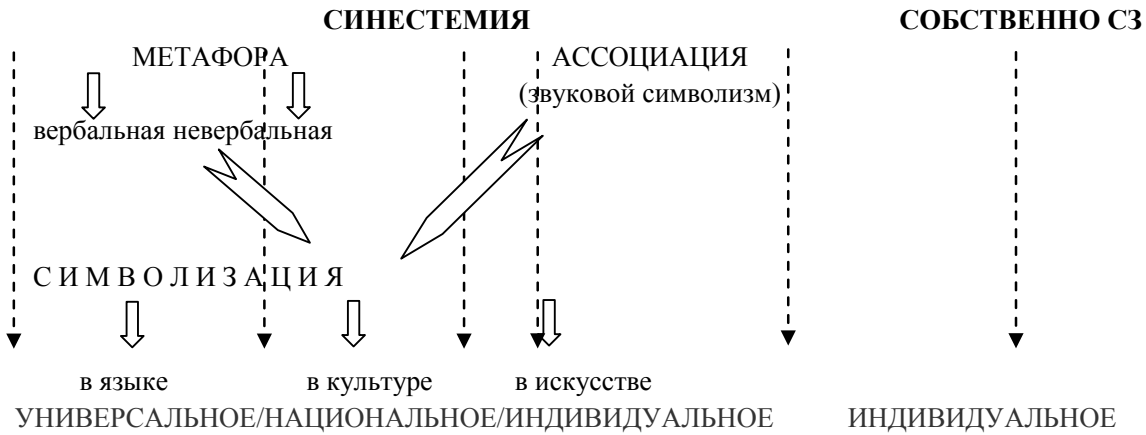 СИНЕСТЕМИЯ СОБСТВЕННО СЗ
МЕТАФОРА АССОЦИАЦИЯ
(звуковой символизм)
вербальная невербальная
С И М В О Л И З А Ц И Я
в языке в культуре в искусстве
УНИВЕРСАЛЬНОЕ/НАЦИОНАЛЬНОЕ/ИНДИВИДУАЛЬНОЕ ИНДИВИДУАЛЬНОЕ